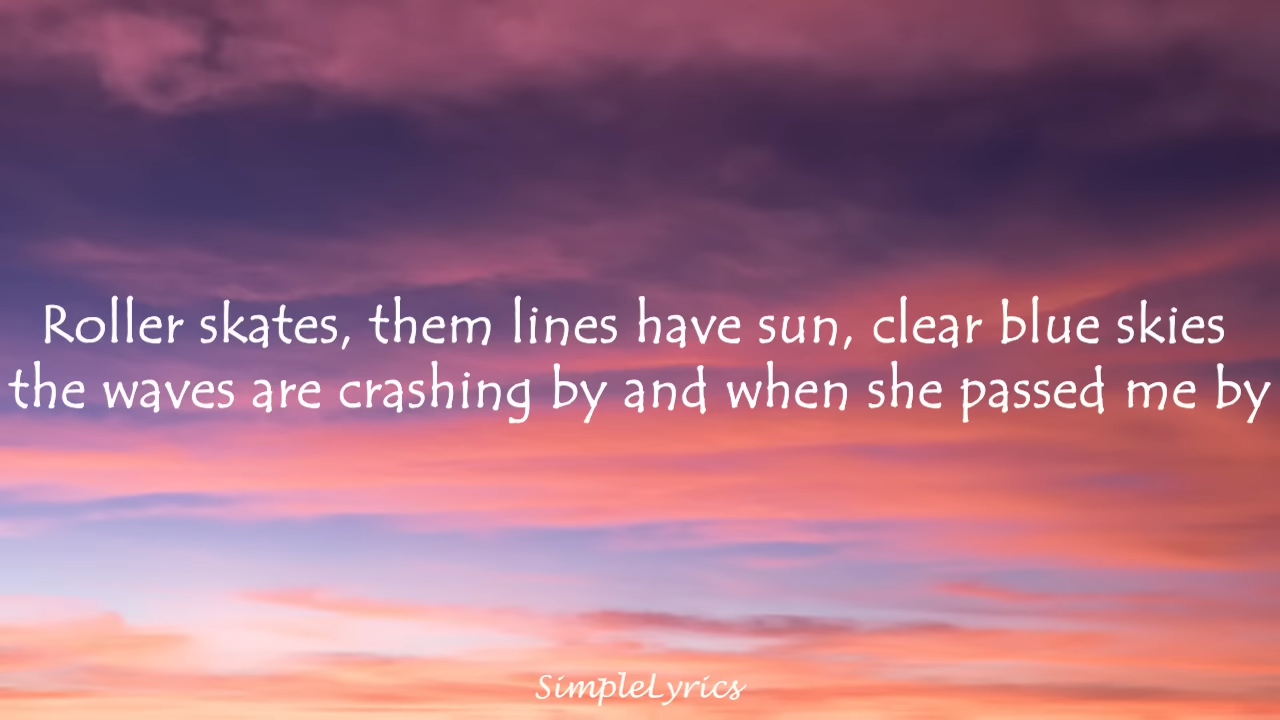 Roller skates, them lines have sun, clear blue skies
the waves are crashing by and when she passed me by
SimpleLyrics